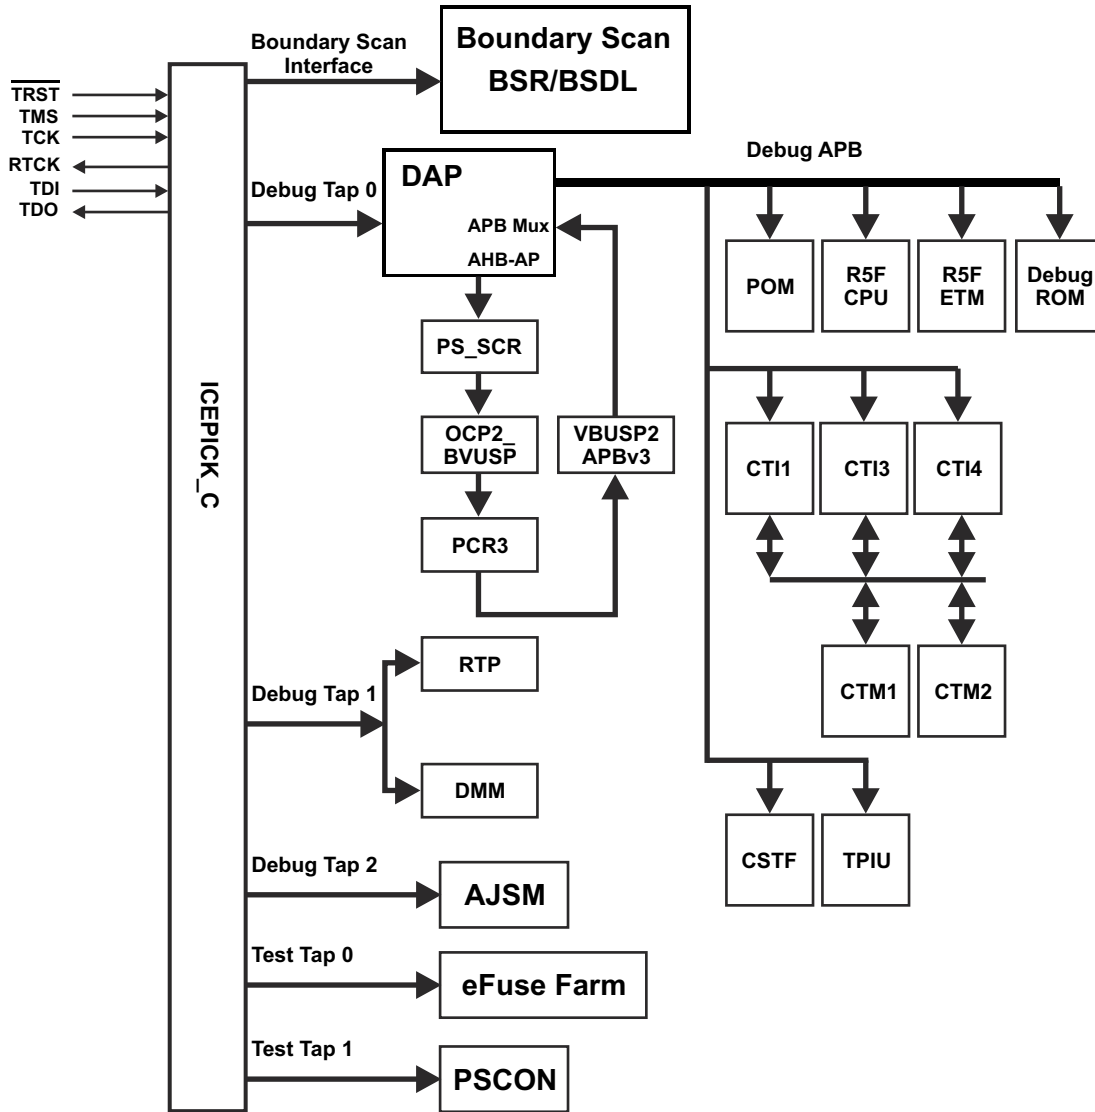 Boundary Scan
Interface
Boundary Scan
BSR/BSDL
TRST
TMS
TCK
RTCK
TDI
TDO
ICEPICK_C
Debug Tap 0
DAP
APB Mux
AHB-AP
Debug APB
POM
R5F
CPU
R5F
ETM
Debug
ROM
PS_SCR
OCP2_
BVUSP
VBUSP2
APBv3
PCR3
CTI1
CTI3
CTI4
CTM1
CTM2
CSTF
TPIU
Debug Tap 1
RTP
DMM
Debug Tap 2
AJSM
Test Tap 0
eFuse Farm
Test Tap 1
PSCON